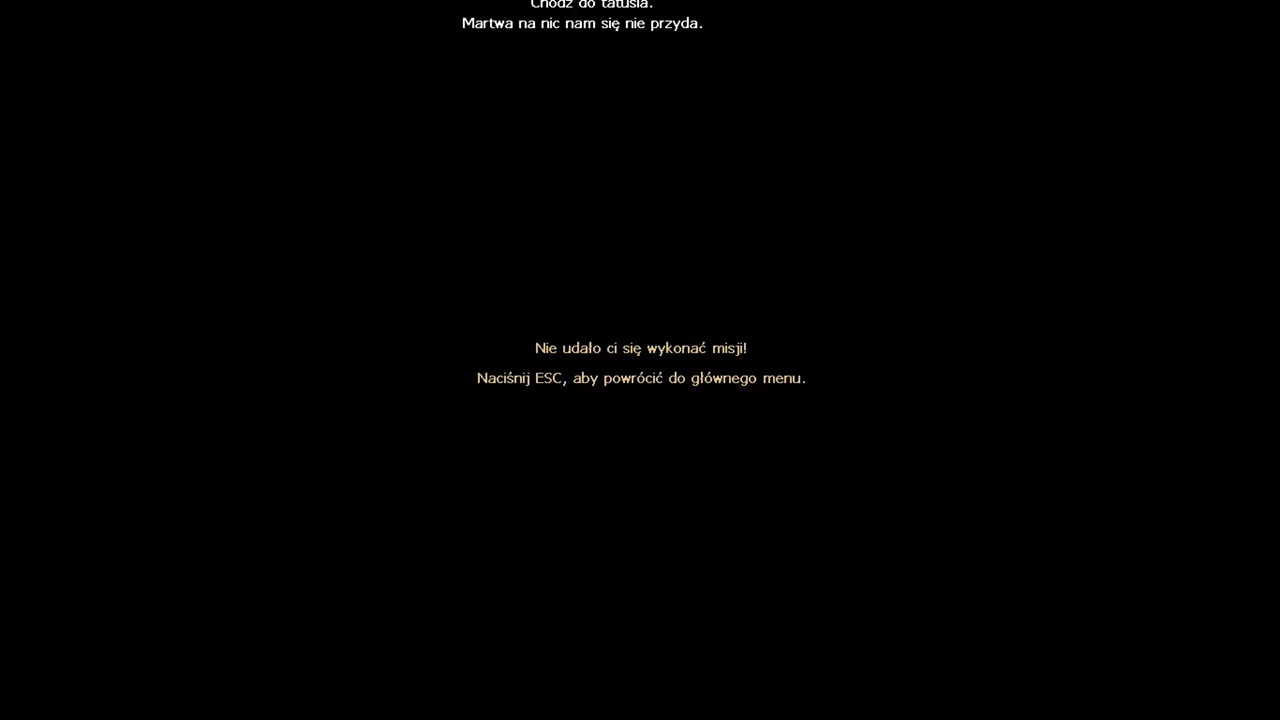 Chodź do tatusia.
Martwa na nic nam się nie przyda.
Nie udało ci się wykonać misji!
Naciśnij ESC, aby powrócić do głównego menu.